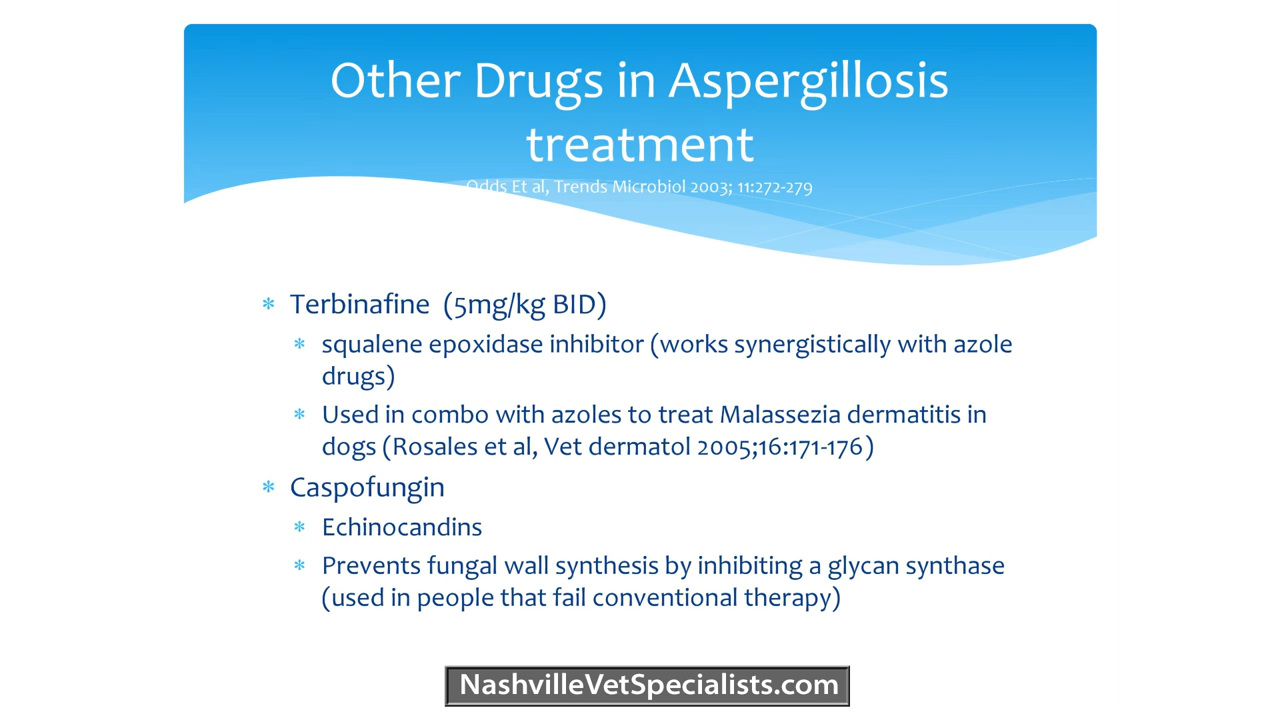 Other Drugs in Aspergillosis
treatment
Odds Et al, Trends Microbiol 2003; 11:272-279
* Terbinafine (5mg/kg BID)
* squalene epoxidase inhibitor (works synergistically with azole
drugs)
* Used in combo with azoles to treat Malassezia dermatitis in
dogs (Rosales et al, Vet dermatol 2005;16:171-176)
* Caspofungin
* Echinocandins
* Prevents fungal wall synthesis by inhibiting a glycan synthase
(used in people that fail conventional therapy)
NashvilleVetSpecialists.com